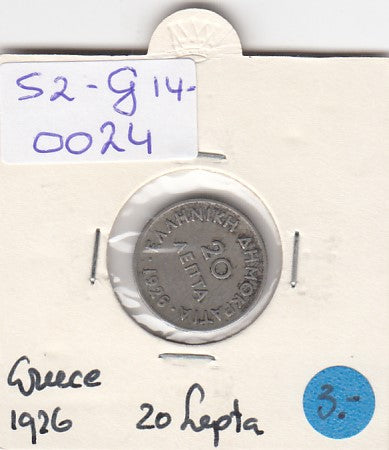 S2-G14-
0024
ΕΛΛΗΝΙΚΗ ΔΗΜΟΚΡΑΤΙΑ · 1926 ·
20
ΛΕΠΤΑ
Greece
1926
20 Lepta
3.-